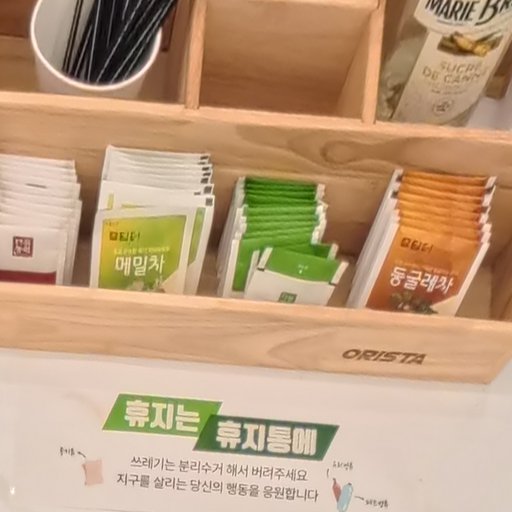 MARIE BR
SUCRE
DE CANNE
담터
메밀차
담터
둥굴레차
ORISTA
휴지는
휴지통에
쓰레기는 분리수거 해서 버려주세요
지구를 살리는 당신의 행동을 응원합니다